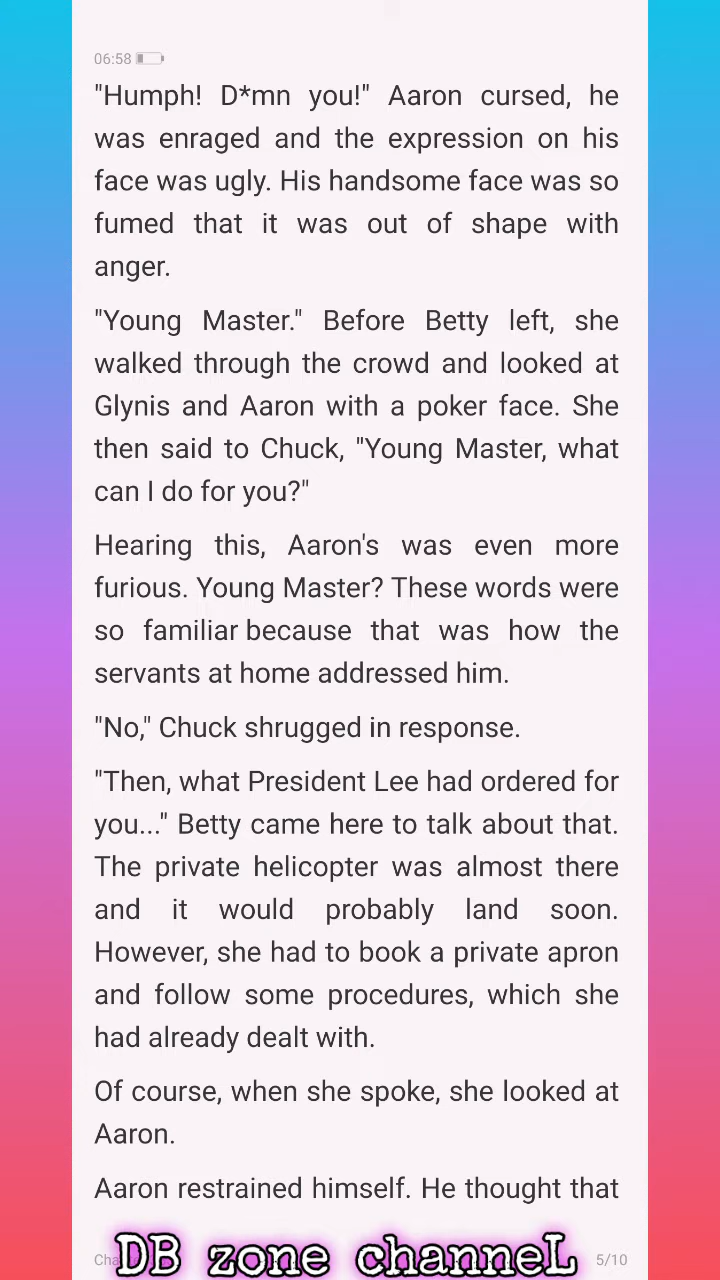 06:58
"Humph! D*mn you!" Aaron cursed, he
was enraged and the expression on his
face was ugly. His handsome face was so
fumed that it was out of shape with
anger.
"Young Master." Before Betty left, she
walked through the crowd and looked at
Glynis and Aaron with a poker face. She
then said to Chuck, "Young Master, what
can I do for you?"
Hearing this, Aaron's was even more
furious. Young Master? These words were
so familiar because that was how the
servants at home addressed him.
"No," Chuck shrugged in response.
"Then, what President Lee had ordered for
you..." Betty came here to talk about that.
The private helicopter was almost there
and it would probably land soon.
However, she had to book a private apron
and follow some procedures, which she
had already dealt with.
Of course, when she spoke, she looked at
Aaron.
Aaron restrained himself. He thought that
DB zone channeL
5/10